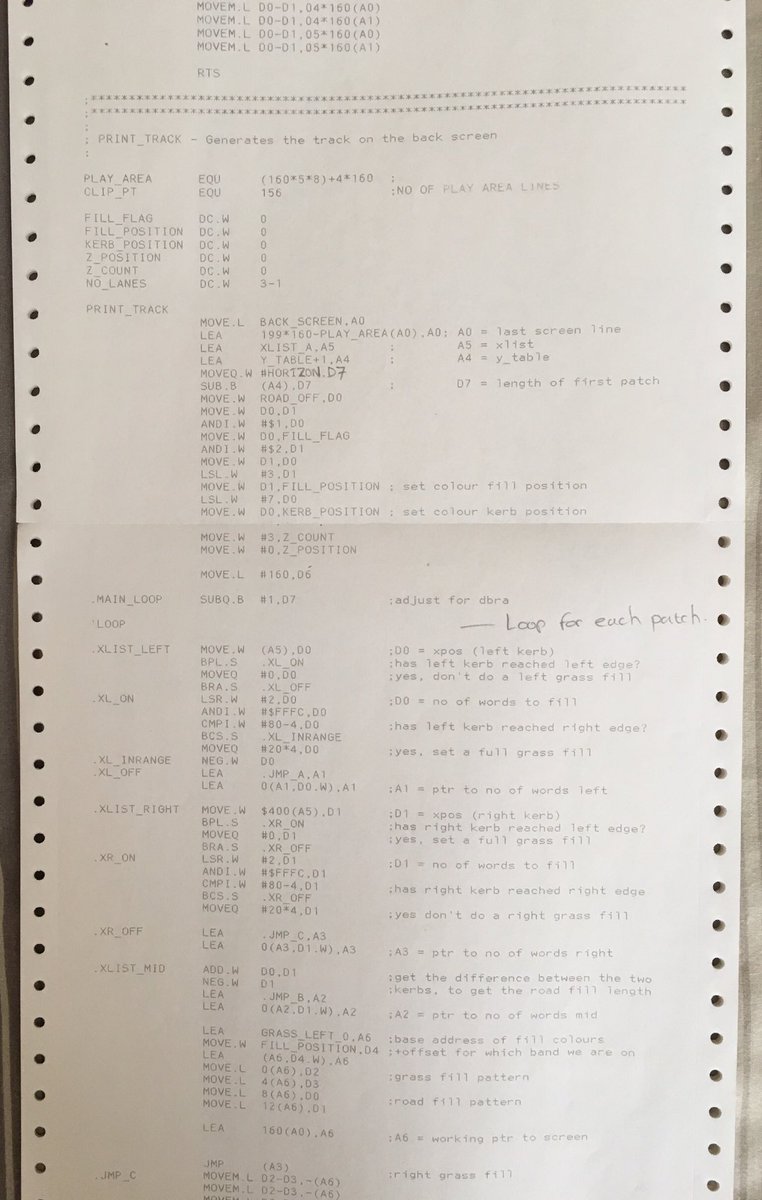 MOVEM.L D0-D1,04*160(A0)
MOVEM.L D0-D1,04*160(A1)
MOVEM.L D0-D1,05*160(A0)
MOVEM.L D0-D1,05*160(A1)
RTS
;*******************************************************************************
;*******************************************************************************
;
; PRINT_TRACK - Generates the track on the back screen
;
PLAY_AREA EQU (160*5*8)+4*160 ;
CLIP_PT EQU 156 ;NO OF PLAY AREA LINES
FILL_FLAG DC.W 0
FILL_POSITION DC.W 0
KERB_POSITION DC.W 0
Z_POSITION DC.W 0
Z_COUNT DC.W 0
NO_LANES DC.W 3-1
PRINT_TRACK
MOVE.L BACK_SCREEN,A0
LEA 199*160-PLAY_AREA(A0),A0; A0 = last screen line
LEA XLIST_A,A5 ; A5 = xlist
LEA Y_TABLE+1,A4 ; A4 = y_table
MOVEQ.W #HORIZON.D7
SUB.B (A4),D7 ; D7 = length of first patch
MOVE.W ROAD_OFF,D0
MOVE.W D0,D1
ANDI.W #$1,D0
MOVE.W D0,FILL_FLAG
ANDI.W #$2,D1
MOVE.W D1,D0
LSL.W #3,D1
MOVE.W D1,FILL_POSITION ; set colour fill position
LSL.W #7,D0
MOVE.W D0,KERB_POSITION ; set colour kerb position
MOVE.W #3,Z_COUNT
MOVE.W #0,Z_POSITION
MOVE.L #160,D6
.MAIN_LOOP SUBQ.B #1,D7 ;adjust for dbra
'LOOP — Loop for each patch.
.XLIST_LEFT MOVE.W (A5),D0 ;D0 = xpos (left kerb)
BPL.S .XL_ON ;has left kerb reached left edge?
MOVEQ #0,D0 ;yes, don't do a left grass fill
BRA.S .XL_OFF
.XL_ON LSR.W #2,D0 ;D0 = no of words to fill
ANDI.W #$FFFC,D0
CMPI.W #80-4,D0 ;has left kerb reached right edge?
BCS.S .XL_INRANGE
MOVEQ #20*4,D0 ;yes, set a full grass fill
.XL_INRANGE NEG.W D0
.XL_OFF LEA .JMP_A,A1
LEA 0(A1,D0.W),A1 ;A1 = ptr to no of words left
.XLIST_RIGHT MOVE.W $400(A5),D1 ;D1 = xpos (right kerb)
BPL.S .XR_ON ;has right kerb reached left edge?
MOVEQ #0,D1 ;yes, set a full grass fill
BRA.S .XR_OFF
.XR_ON LSR.W #2,D1 ;D1 = no of words to fill
ANDI.W #$FFFC,D1
CMPI.W #80-4,D1 ;has right kerb reached right edge
BCS.S .XR_OFF
MOVEQ #20*4,D1 ;yes don't do a right grass fill
.XR_OFF LEA .JMP_C,A3
LEA 0(A3,D1.W),A3 ;A3 = ptr to no of words right
.XLIST_MID ADD.W D0,D1 ;get the difference between the two
NEG.W D1 ;kerbs, to get the road fill length
LEA .JMP_B,A2
LEA 0(A2,D1.W),A2 ;A2 = ptr to no of words mid
LEA GRASS_LEFT_0,A6 ;base address of fill colours
MOVE.W FILL_POSITION,D4 ;+offset for which band we are on
LEA (A6,D4.W),A6
MOVE.L 0(A6),D2 ;grass fill pattern
MOVE.L 4(A6),D3
MOVE.L 8(A6),D0 ;road fill pattern
MOVE.L 12(A6),D1
LEA 160(A0),A6 ;A6 = working ptr to screen
JMP (A3)
.JMP_C MOVEM.L D2-D3,-(A6) ;right grass fill
MOVEM.L D2-D3,-(A6)